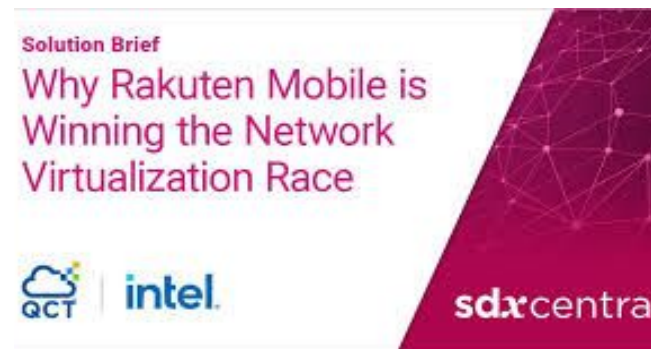 Solution Brief
Why Rakuten Mobile is
Winning the Network
Virtualization Race
QCT
intel.
sdxcentra